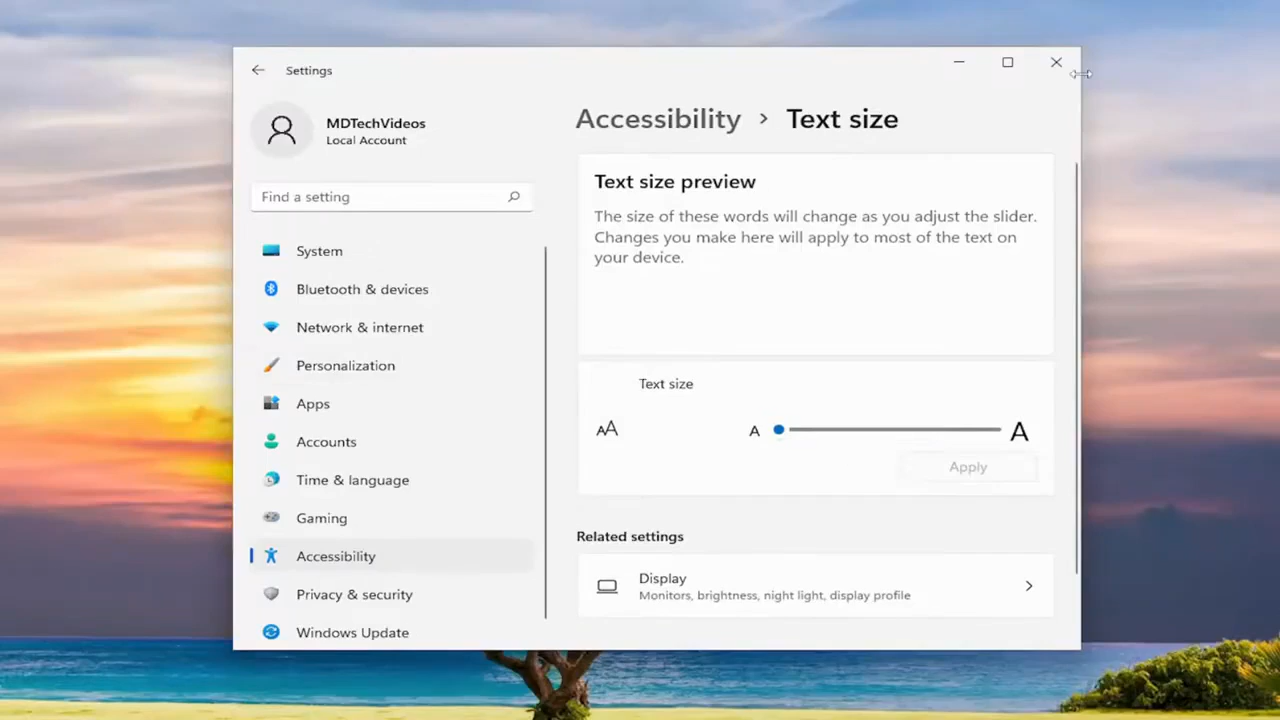 Settings
MDTechVideos
Local Account
Find a setting
System
Bluetooth & devices
Network & internet
Personalization
Apps
Accounts
Time & language
Gaming
Accessibility
Privacy & security
Windows Update
Accessibility > Text size
Text size preview
The size of these words will change as you adjust the slider.
Changes you make here will apply to most of the text on
your device.
Text size
AA
A A
Apply
Related settings
Display
Monitors, brightness, night light, display profile